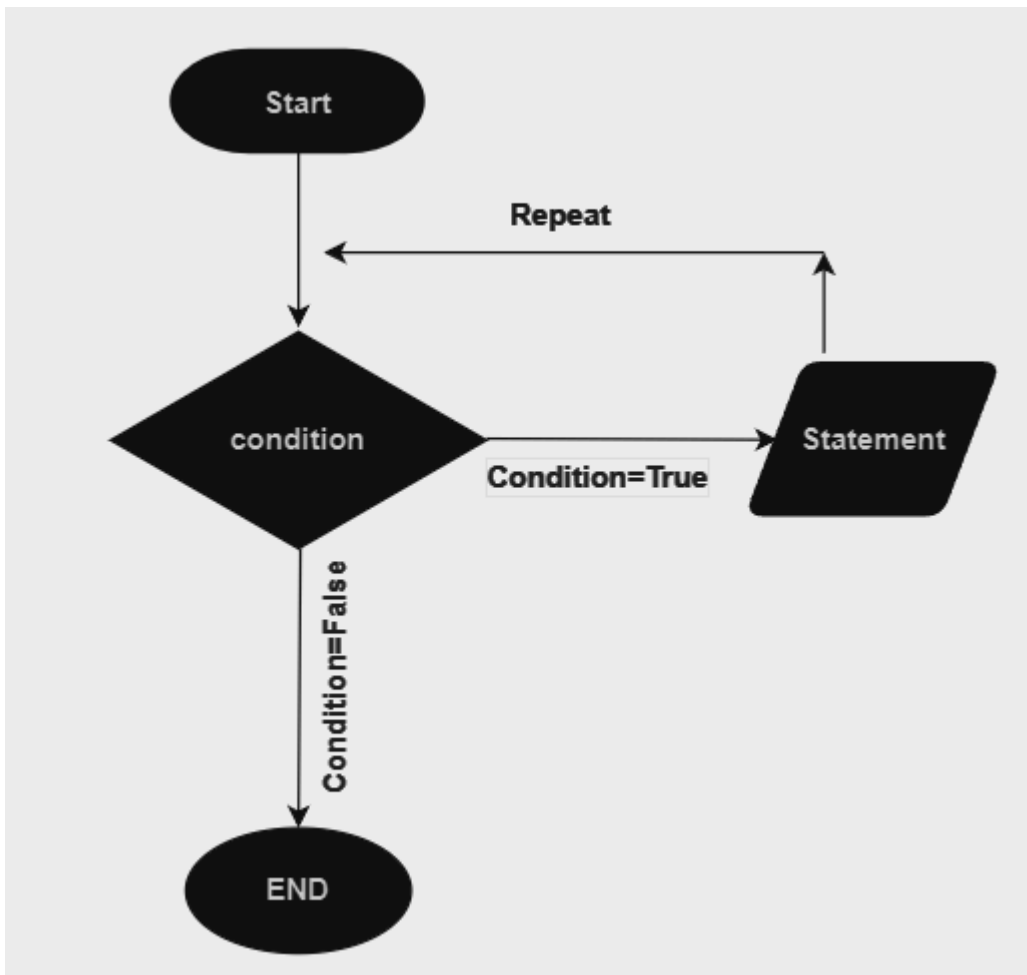 Start
Repeat
condition
Condition=True
Statement
Condition=False
END